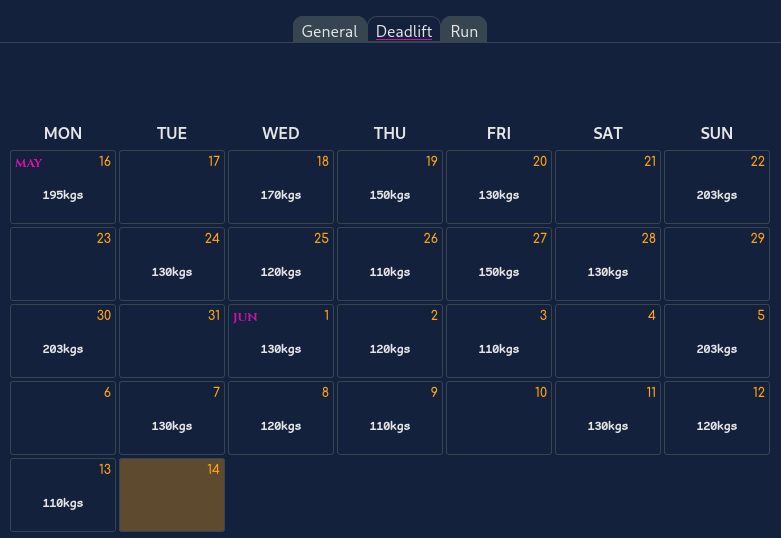 General Deadlift Run
MON TUE WED THU FRI SAT SUN
MAY 16 17 18 19 20 21 22
195kgs 170kgs 150kgs 130kgs 203kgs
23 24 25 26 27 28 29
130kgs 120kgs 110kgs 150kgs 130kgs
30 31 JUN 1 2 3 4 5
203kgs 130kgs 120kgs 110kgs 203kgs
6 7 8 9 10 11 12
130kgs 120kgs 110kgs 130kgs 120kgs
13 14
110kgs